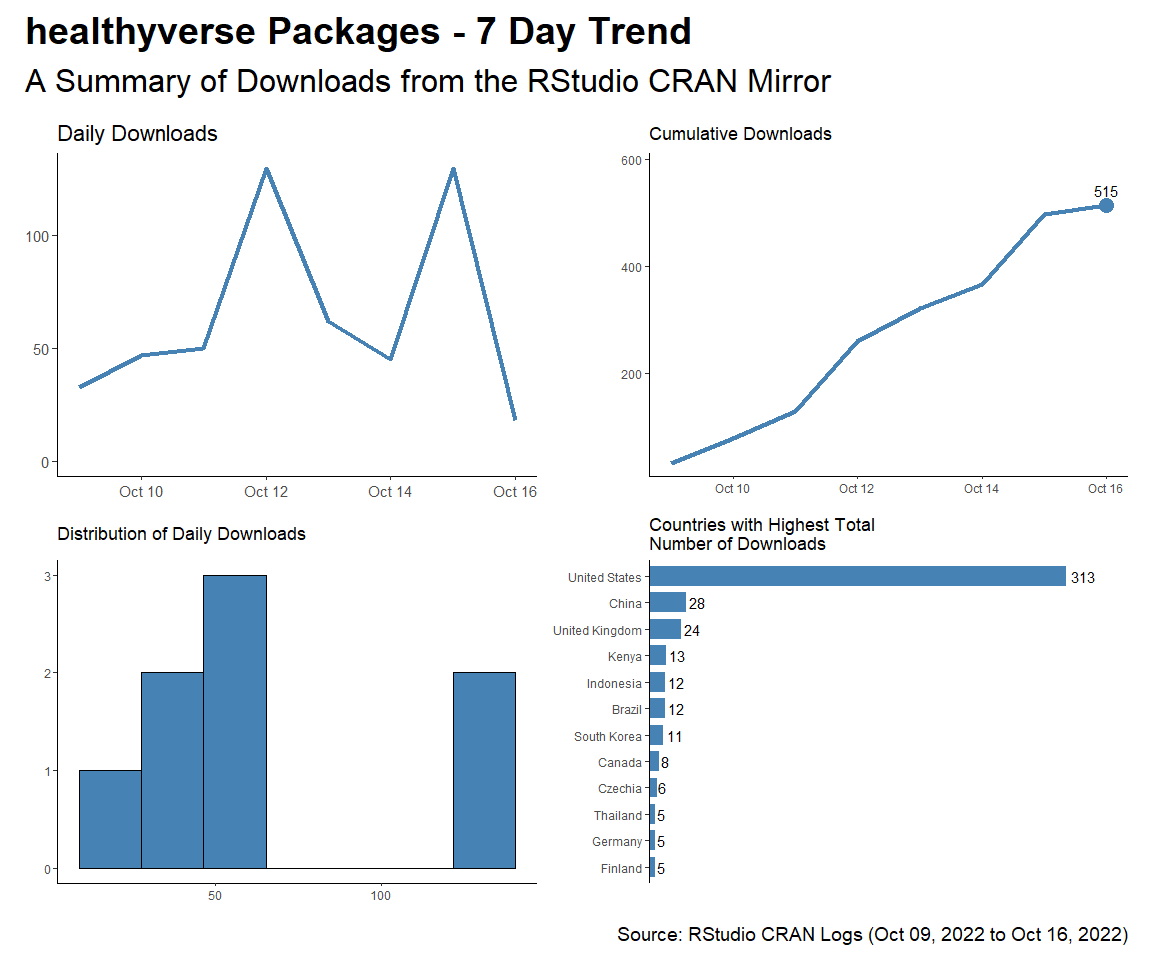 healthyverse Packages - 7 Day Trend
A Summary of Downloads from the RStudio CRAN Mirror
Daily Downloads
100
50
0
Oct 10
Oct 12
Oct 14
Oct 16
Cumulative Downloads
600
400
200
515
Oct 10
Oct 12
Oct 14
Oct 16
Distribution of Daily Downloads
3
2
1
0
50
100
Countries with Highest Total
Number of Downloads
United States 313
China 28
United Kingdom 24
Kenya 13
Indonesia 12
Brazil 12
South Korea 11
Canada 8
Czechia 6
Thailand 5
Germany 5
Finland 5
Source: RStudio CRAN Logs (Oct 09, 2022 to Oct 16, 2022)